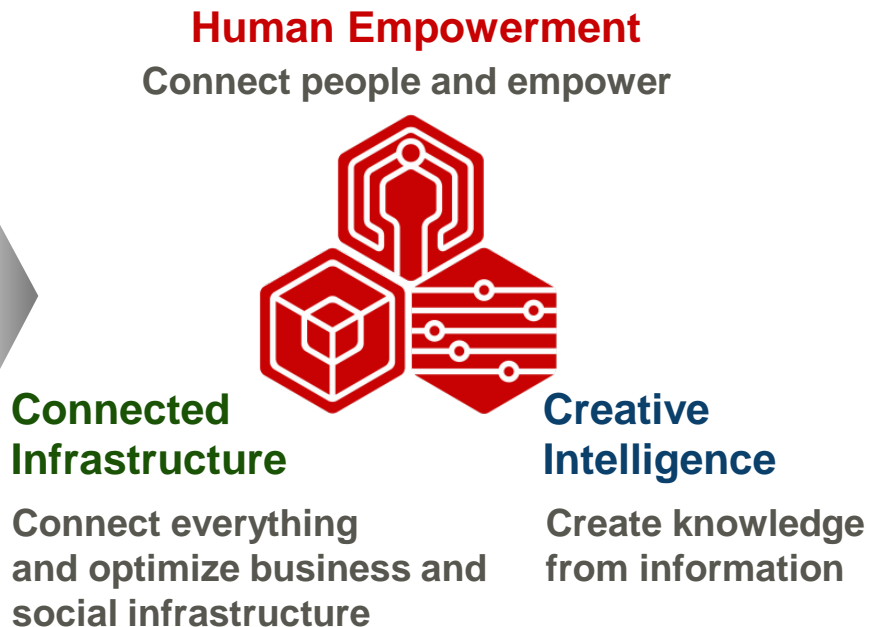 Human Empowerment
Connect people and empower
Connected
Infrastructure
Connect everything
and optimize business and
social infrastructure
Creative
Intelligence
Create knowledge
from information